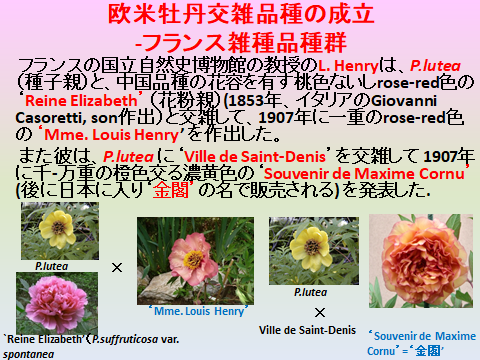 欧米牡丹交雑品種の成立
-フランス雑種品種群
フランスの国立自然史博物館の教授のL. Henryは、P.lutea
（種子親）と、中国品種の花容を有す桃色ないしrose-red色の
‘Reine Elizabeth’（花粉親）(1853年、イタリアのGiovanni
Casoretti, son作出）と交雑して、1907年に一重のrose-red色
の ‘Mme. Louis Henry’を作出した。
また彼は、P.lutea に‘Ville de Saint-Denis’を交雑して 1907年
に千-万重の橙色交る濃黄色の‘Souvenir de Maxime Cornu’
(後に日本に入り‘金閣’の名で販売される) を発表した.
P.lutea
×
‘Mme. Louis Henry’
P.lutea
×
Ville de Saint-Denis
`Reine Elizabeth’くP.suffruticosa var.
spontanea
‘Souvenir de Maxime
Cornu’=‘金閣’